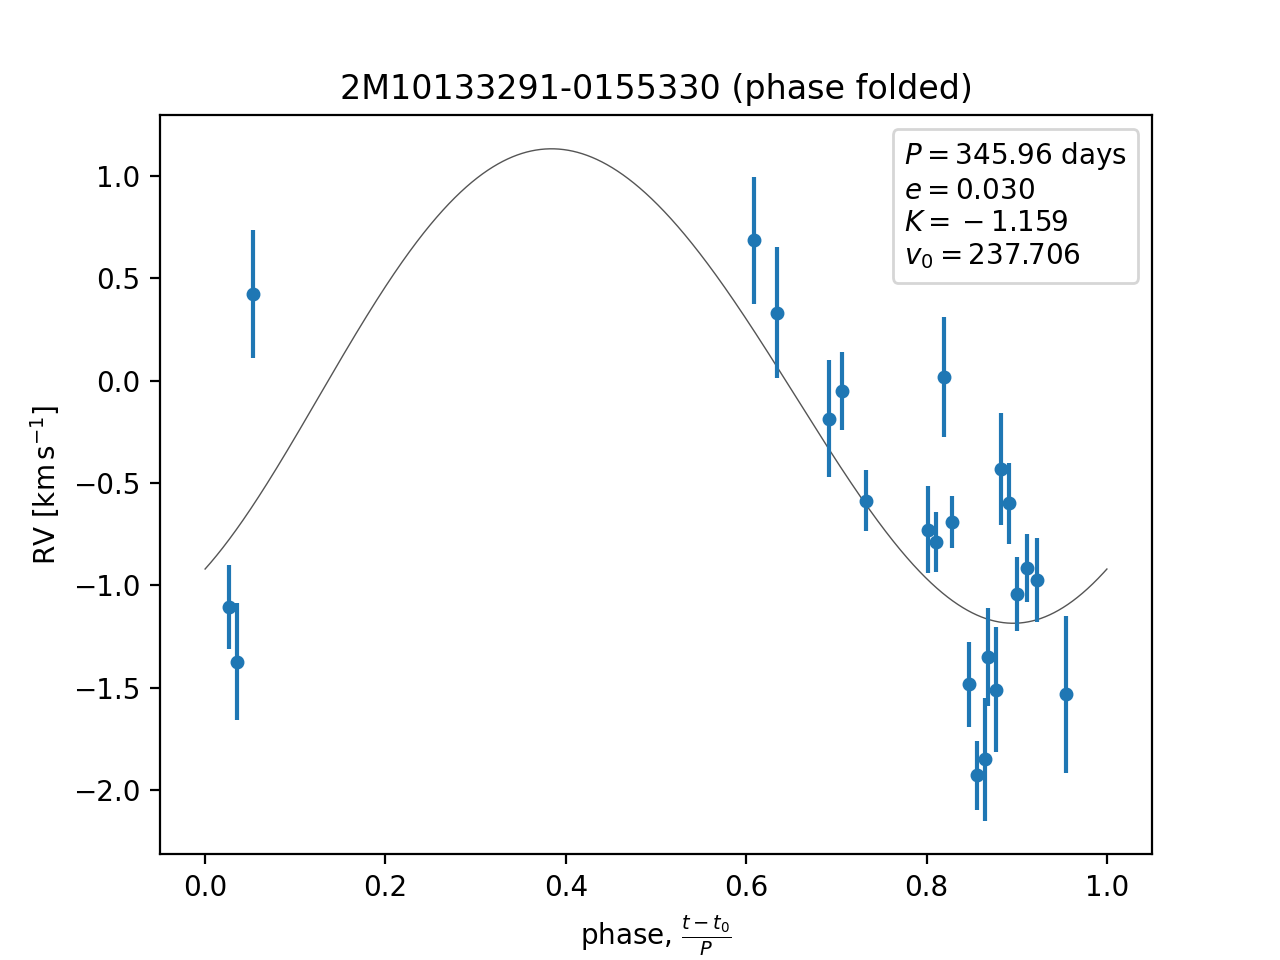 2M10133291-0155330 (phase folded)
P = 345.96 days
e = 0.030
K = −1.159
v₀ = 237.706
1.0
0.5
0.0
−0.5
−1.0
−1.5
−2.0
RV [km s⁻¹]
0.0 0.2 0.4 0.6 0.8 1.0
phase, (t − t₀)/P